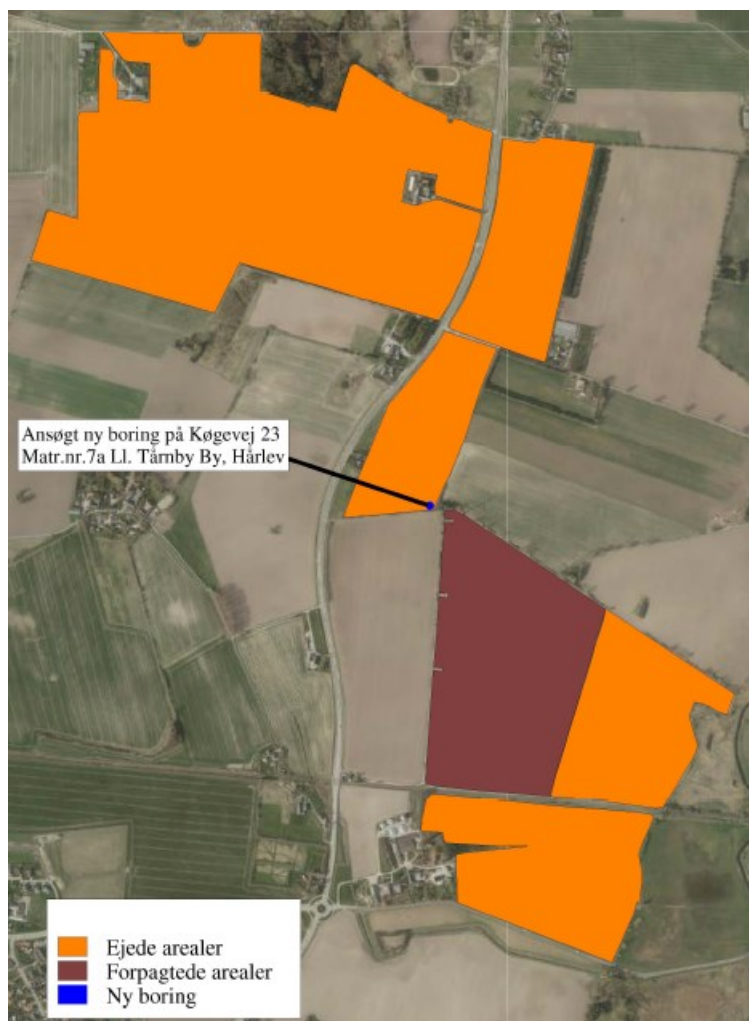 Ansøgt ny boring på Køgevej 23
Matr.nr.7a Ll. Tårnby By, Hårlev
Ejede arealer
Forpagtede arealer
Ny boring